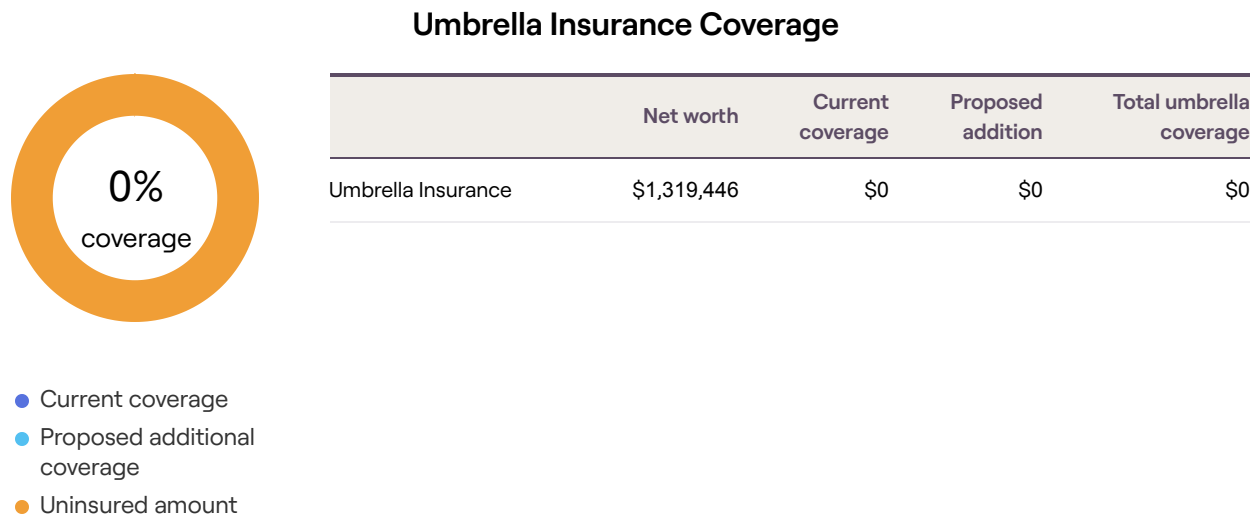 Umbrella Insurance Coverage
0%
coverage
Net worth
Current
coverage
Proposed
addition
Total umbrella
coverage
Umbrella Insurance $1,319,446 $0 $0 $0
Current coverage
Proposed additional
coverage
Uninsured amount